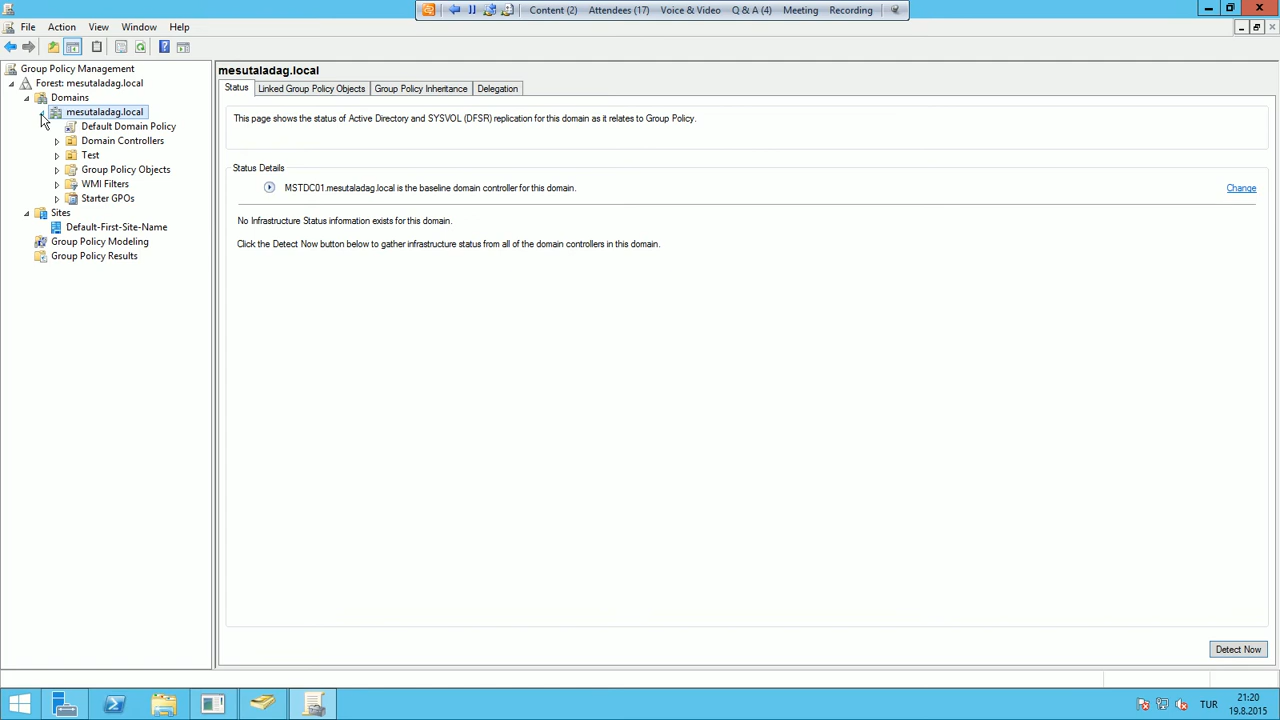 Content (2) Attendees (17) Voice & Video Q & A (4) Meeting Recording
File Action View Window Help
Group Policy Management
Forest: mesutaladag.local
Domains
mesutaladag.local
Default Domain Policy
Domain Controllers
Test
Group Policy Objects
WMI Filters
Starter GPOs
Sites
Default-First-Site-Name
Group Policy Modeling
Group Policy Results
mesutaladag.local
Status Linked Group Policy Objects Group Policy Inheritance Delegation
This page shows the status of Active Directory and SYSVOL (DFSR) replication for this domain as it relates to Group Policy.
Status Details
MSTDC01.mesutaladag.local is the baseline domain controller for this domain. Change
No Infrastructure Status information exists for this domain.
Click the Detect Now button below to gather infrastructure status from all of the domain controllers in this domain.
Detect Now
TUR
21:20
19.8.2015